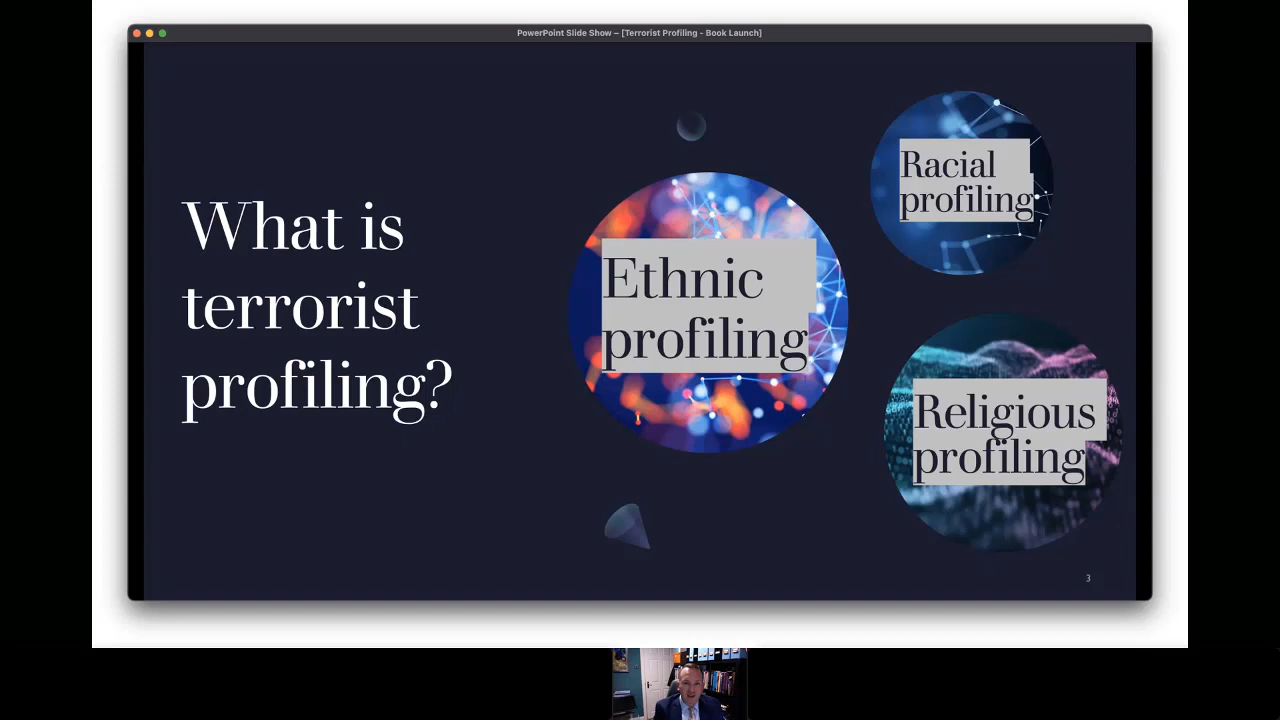 PowerPoint Slide Show – [Terrorist Profiling - Book Launch]
What is
terrorist
profiling?
Ethnic
profiling
Racial
profiling
Religious
profiling
3